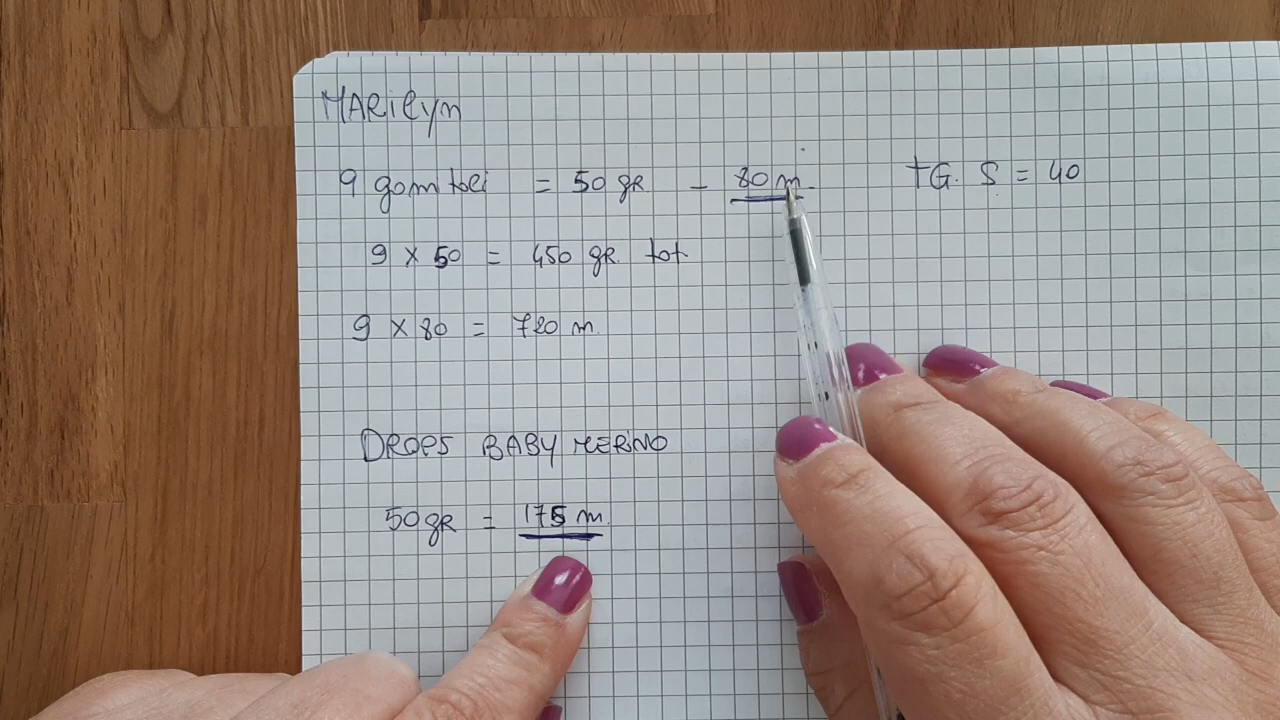 MARilyn
9 gomitoli = 50 gR - 80 m. TG. S = 40
9 x 50 = 450 gR. tot
9 x 80 = 720 m.
DROPS BABY MERINO
50 gR = 175 m.